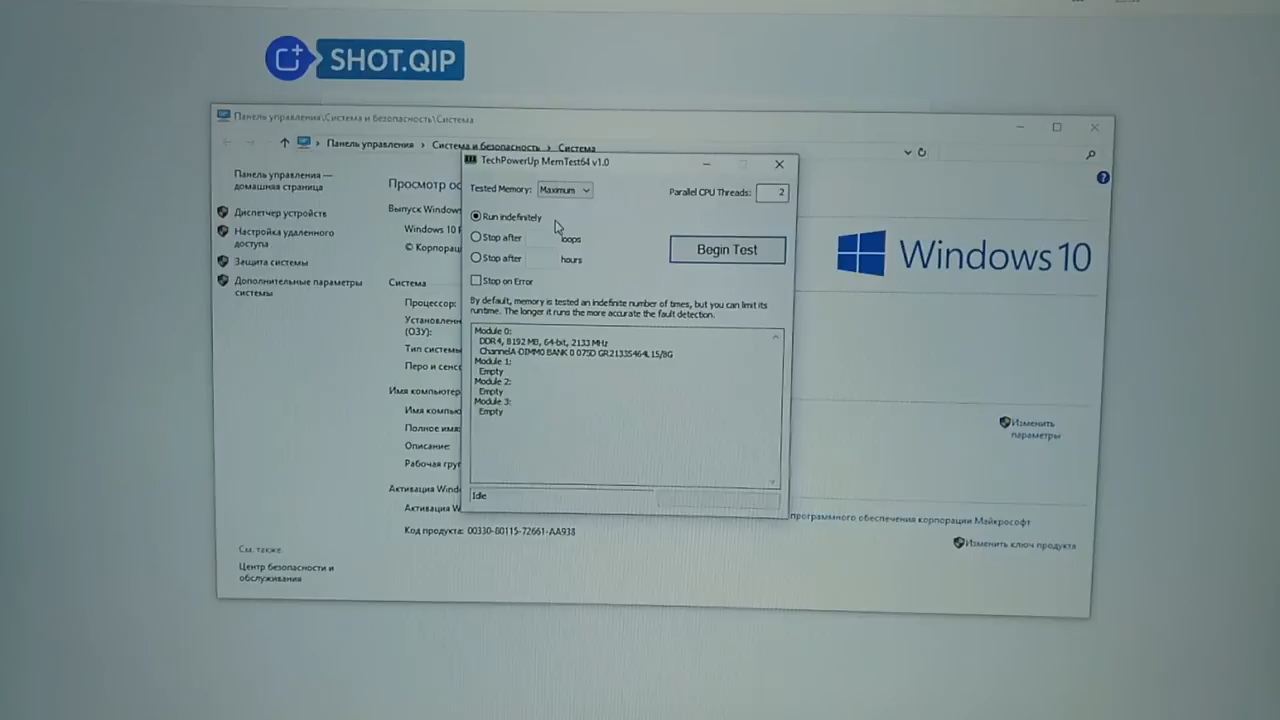 SHOT.QIP
Панель управления\Система и безопасность\Система
Панель управления › Система и безопасность › Система
Панель управления —
домашняя страница
Диспетчер устройств
Настройка удаленного
доступа
Защита системы
Дополнительные параметры
системы
См. также
Центр безопасности и
обслуживания
Просмотр ос
Выпуск Window
Windows 10
© Корпорац
Система
Процессор:
Установленн
(ОЗУ):
Тип системы
Перо и сенс
Имя компьютер
Имя компью
Полное имя:
Описание:
Рабочая груп
Активация Wind
Активация W
Код продукта: 00330-80115-72661-AA938
TechPowerUp MemTest64 v1.0
Tested Memory: Maximum
Parallel CPU Threads: 2
Run indefinitely
Stop after loops
Stop after hours
Begin Test
Stop on Error
By default, memory is tested an indefinite number of times, but you can limit its
runtime. The longer it runs the more accurate the fault detection.
Module 0:
DDR4, 8192 MB, 64-bit, 2133 MHz
ChannelA-DIMM0 BANK 0 075D GR2133S464L15/8G
Module 1:
Empty
Module 2:
Empty
Module 3:
Empty
Idle
Windows 10
Изменить
параметры
программного обеспечения корпорации Майкрософт
Изменить ключ продукта